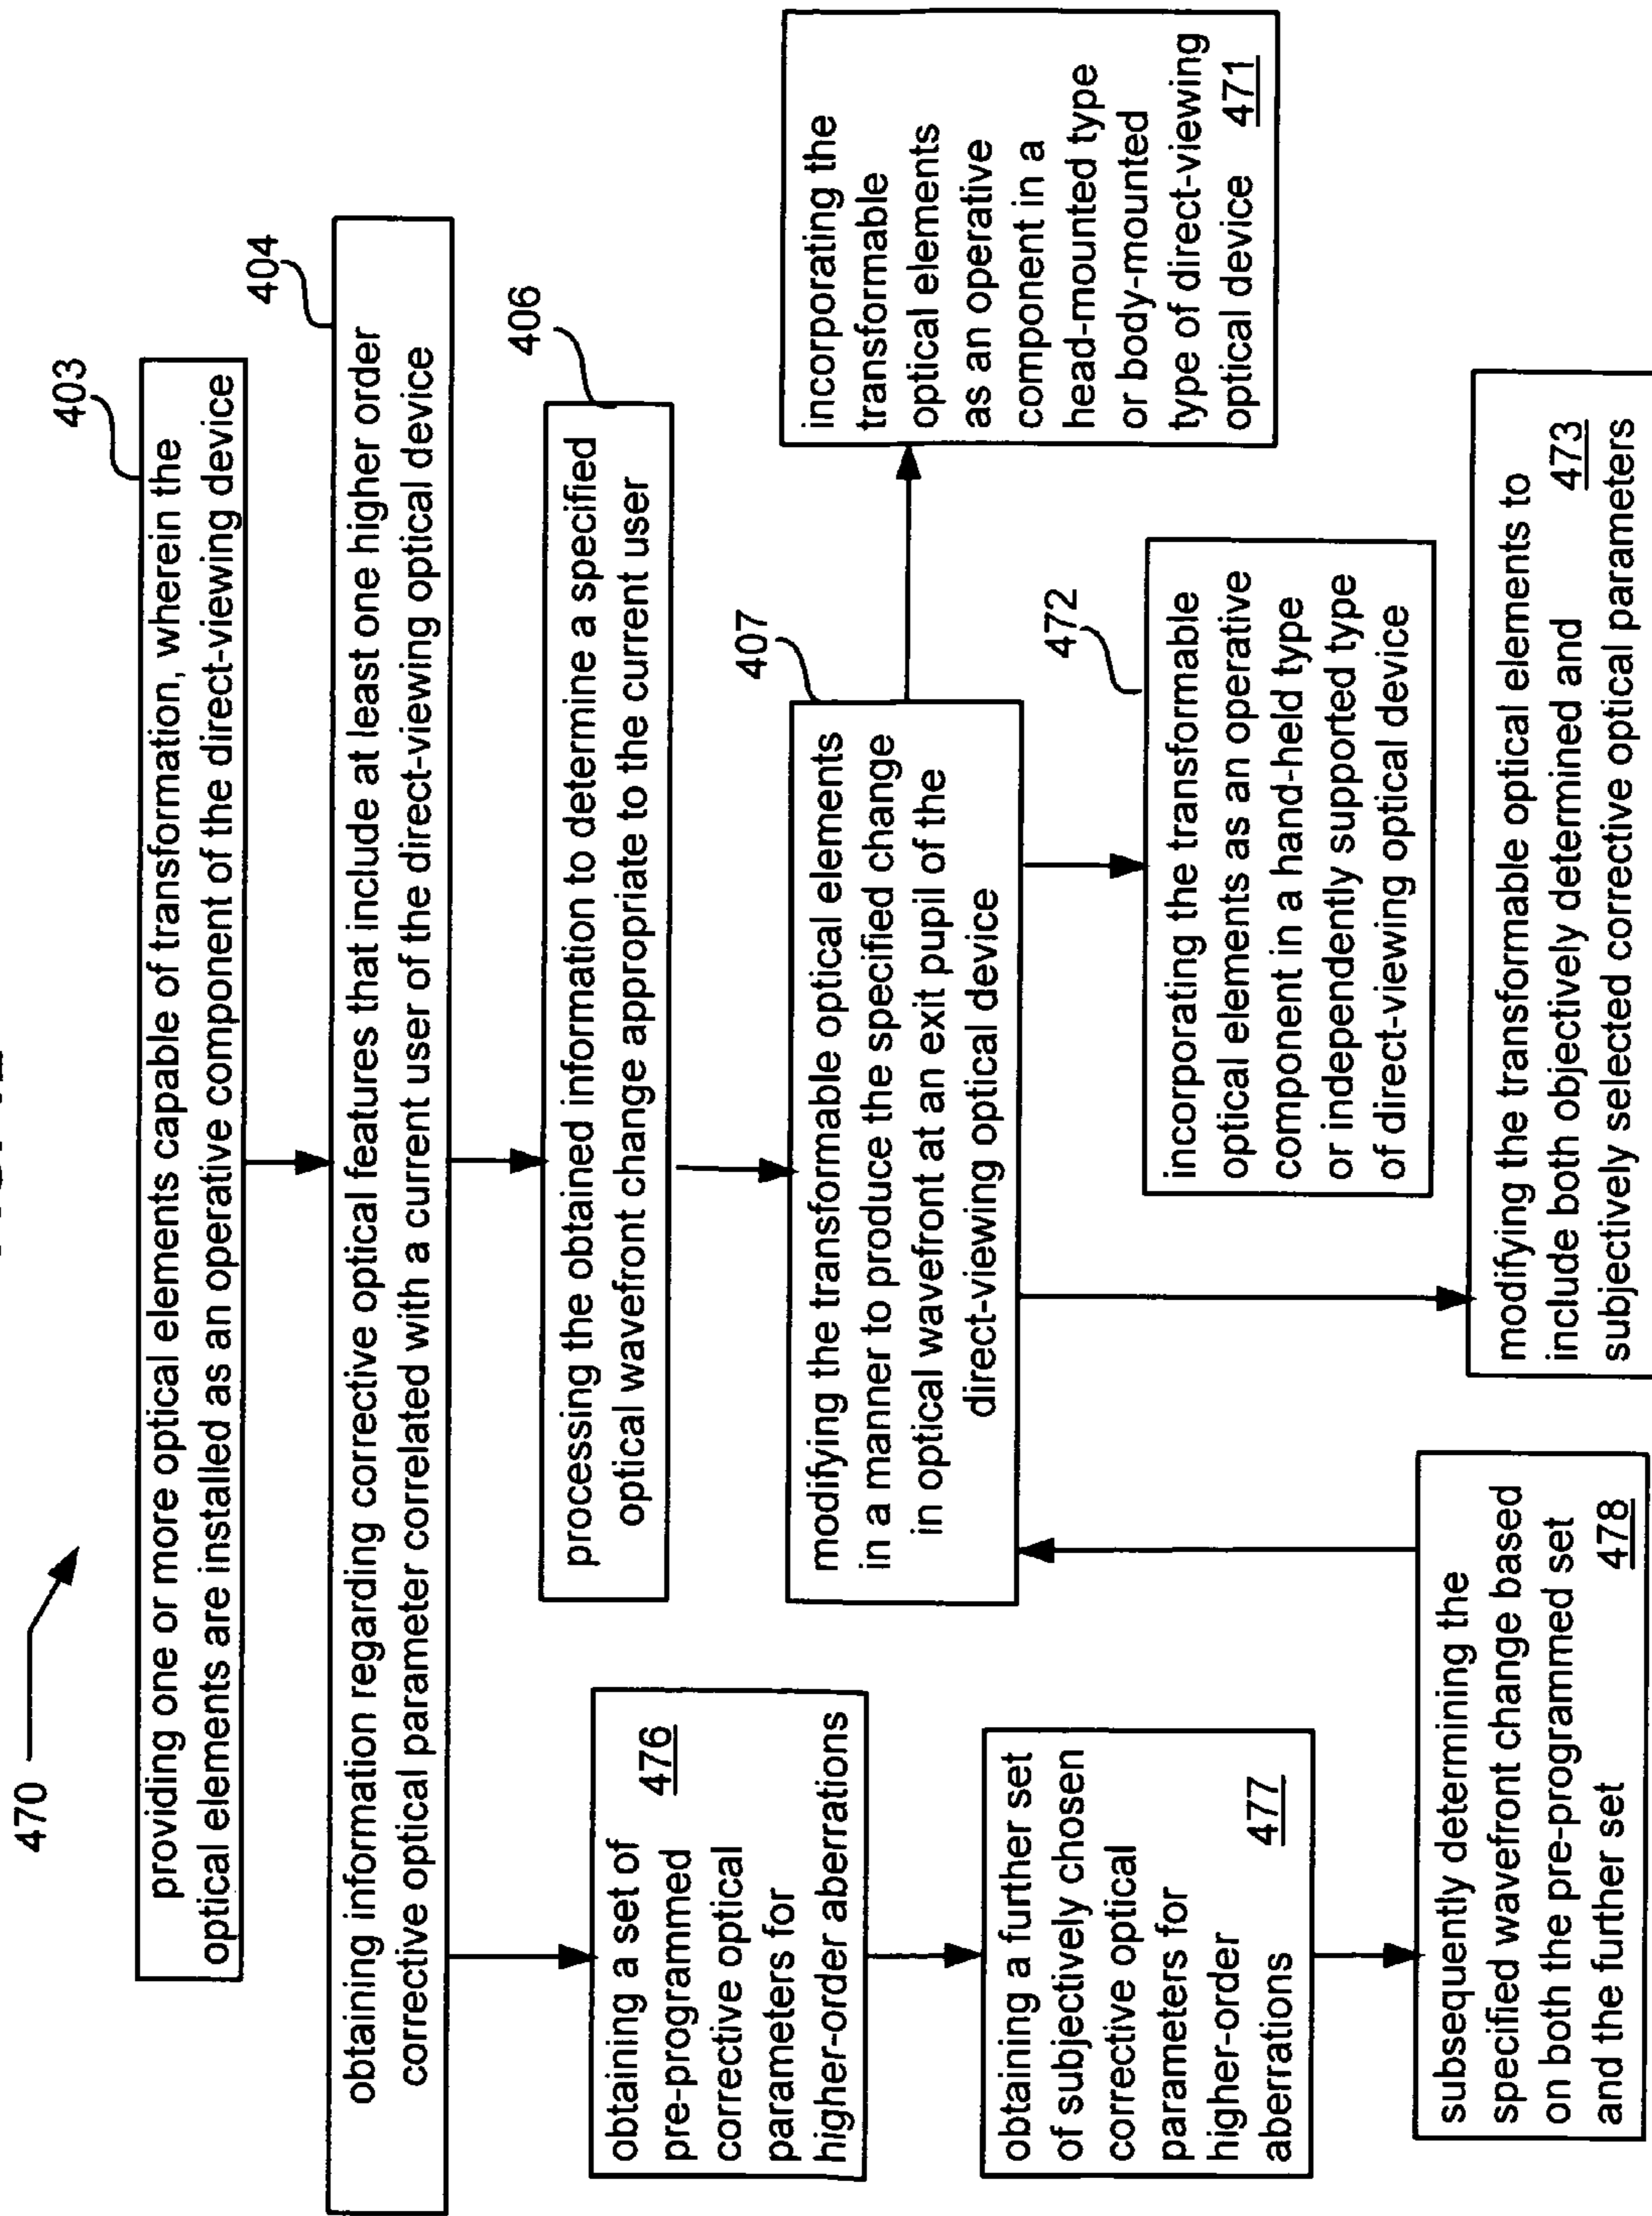 470
403
providing one or more optical elements capable of transformation, wherein the
optical elements are installed as an operative component of the direct-viewing device
404
obtaining information regarding corrective optical features that include at least one higher order
corrective optical parameter correlated with a current user of the direct-viewing optical device
406
processing the obtained information to determine a specified
optical wavefront change appropriate to the current user
476
obtaining a set of
pre-programmed
corrective optical
parameters for
higher-order aberrations
407
modifying the transformable optical elements
in a manner to produce the specified change
in optical wavefront at an exit pupil of the
direct-viewing optical device
incorporating the
transformable
optical elements
as an operative
component in a
head-mounted type
or body-mounted
type of direct-viewing
optical device 471
obtaining a further set
of subjectively chosen
corrective optical
parameters for
higher-order 477
aberrations
472
incorporating the transformable
optical elements as an operative
component in a hand-held type
or independently supported type
of direct-viewing optical device
subsequently determining the
specified wavefront change based
on both the pre-programmed set
and the further set 478
modifying the transformable optical elements to
include both objectively determined and 473
subjectively selected corrective optical parameters